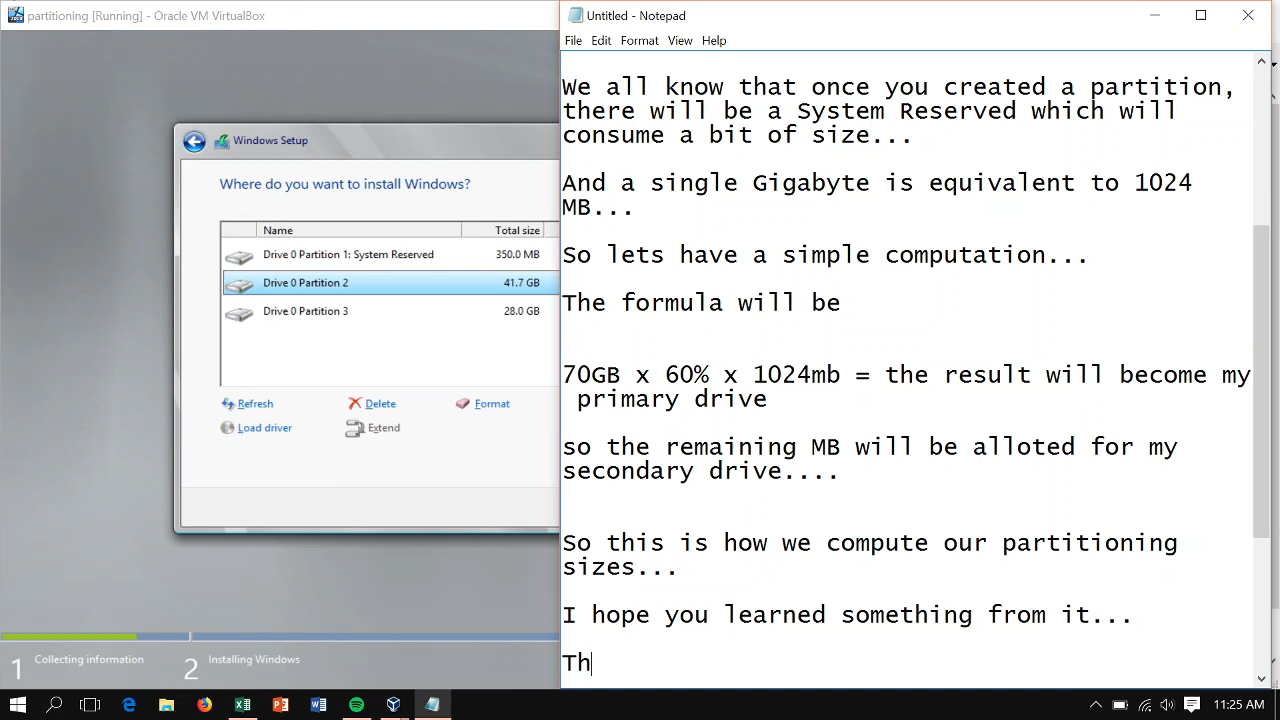 partitioning [Running] - Oracle VM VirtualBox
Windows Setup
Where do you want to install Windows?
Name Total size
Drive 0 Partition 1: System Reserved 350.0 MB
Drive 0 Partition 2 41.7 GB
Drive 0 Partition 3 28.0 GB
Refresh Delete Format
Load driver Extend
1 Collecting information 2 Installing Windows
Untitled - Notepad
File Edit Format View Help
We all know that once you created a partition,
there will be a System Reserved which will
consume a bit of size...
And a single Gigabyte is equivalent to 1024
MB...
So lets have a simple computation...
The formula will be
70GB x 60% x 1024mb = the result will become my
primary drive
so the remaining MB will be alloted for my
secondary drive....
So this is how we compute our partitioning
sizes...
I hope you learned something from it...
Th
11:25 AM